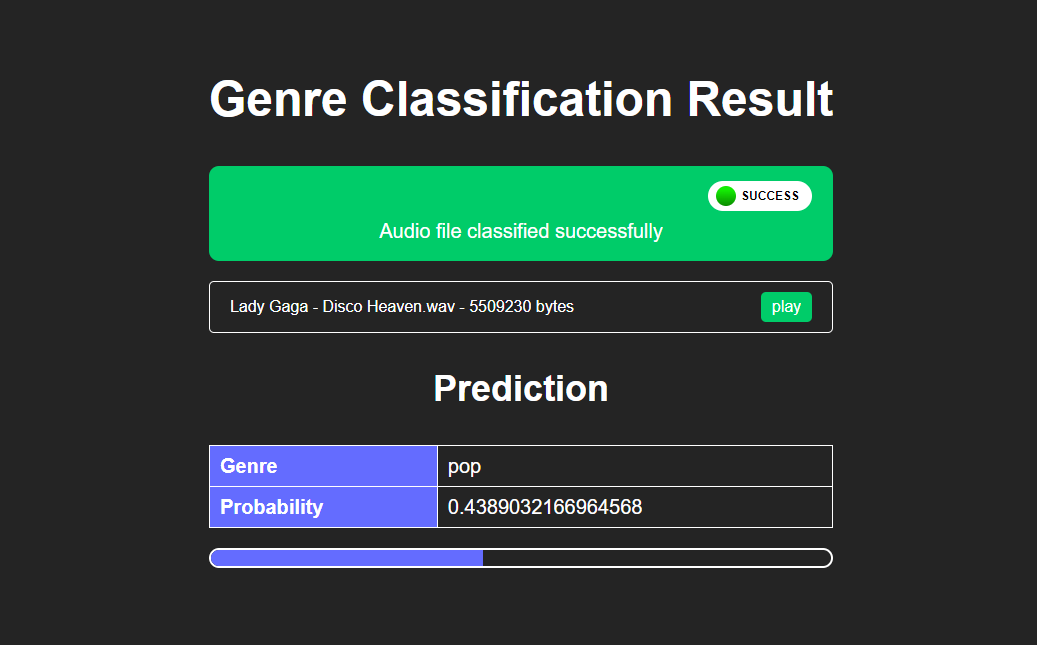 Genre Classification Result
SUCCESS
Audio file classified successfully
Lady Gaga - Disco Heaven.wav - 5509230 bytes play
Prediction
Genre pop
Probability 0.4389032166964568